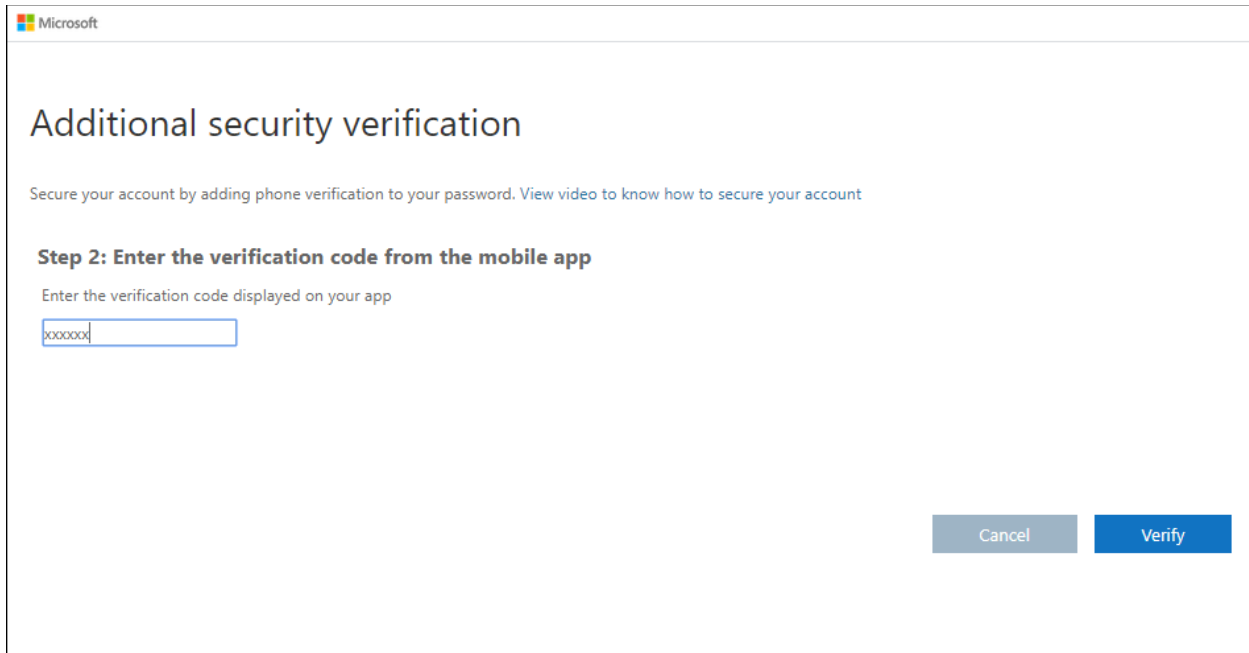 Microsoft
Additional security verification
Secure your account by adding phone verification to your password. View video to know how to secure your account
Step 2: Enter the verification code from the mobile app
Enter the verification code displayed on your app
xxxxxx
Cancel Verify